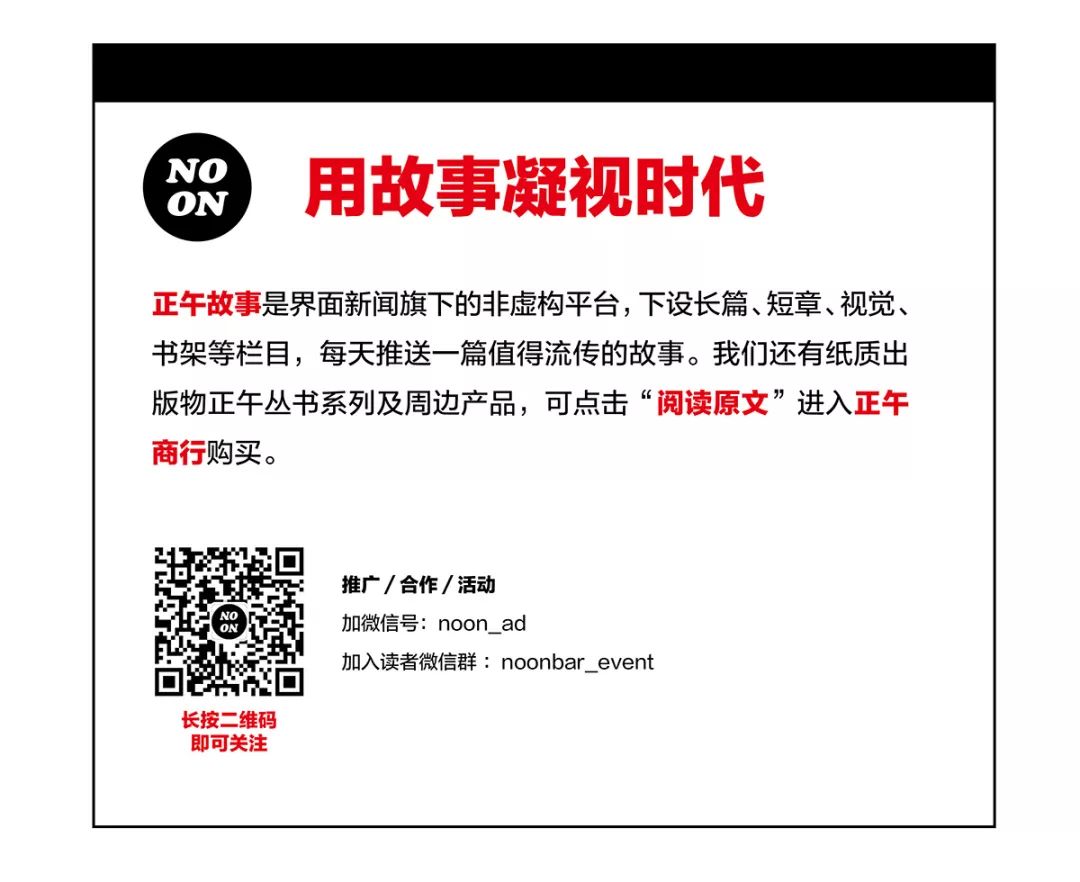 NO
ON
用故事凝视时代
正午故事是界面新闻旗下的非虚构平台，下设长篇、短章、视觉、
书架等栏目，每天推送一篇值得流传的故事。我们还有纸质出
版物正午丛书系列及周边产品，可点击“阅读原文”进入正午
商行购买。
NO
ON
长按二维码
即可关注
推广 / 合作 / 活动
加微信号：noon_ad
加入读者微信群：noonbar_event